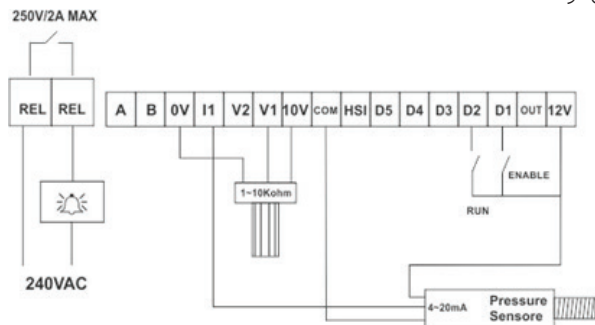 250V/2A MAX
REL REL A B 0V I1 V2 V1 10V COM HSI D5 D4 D3 D2 D1 OUT 12V
ENABLE
1~10Kohm
RUN
240VAC
4~20mA Pressure
Sensore